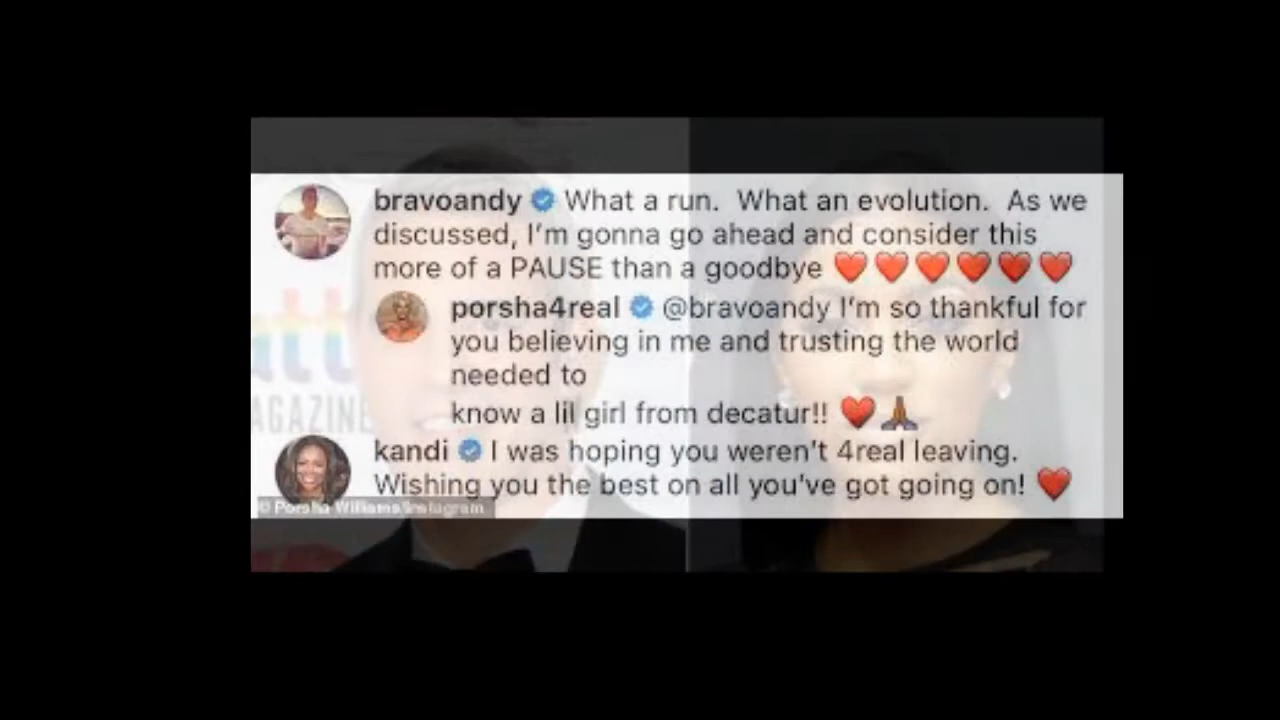 bravoandy What a run. What an evolution. As we
discussed, I'm gonna go ahead and consider this
more of a PAUSE than a goodbye ❤️❤️❤️❤️❤️❤️
porsha4real @bravoandy I'm so thankful for
you believing in me and trusting the world
needed to
know a lil girl from decatur!! ❤️🙏🏾
AGAZINE
kandi I was hoping you weren't 4real leaving.
Wishing you the best on all you've got going on! ❤️
© Porsha Williams/Instagram